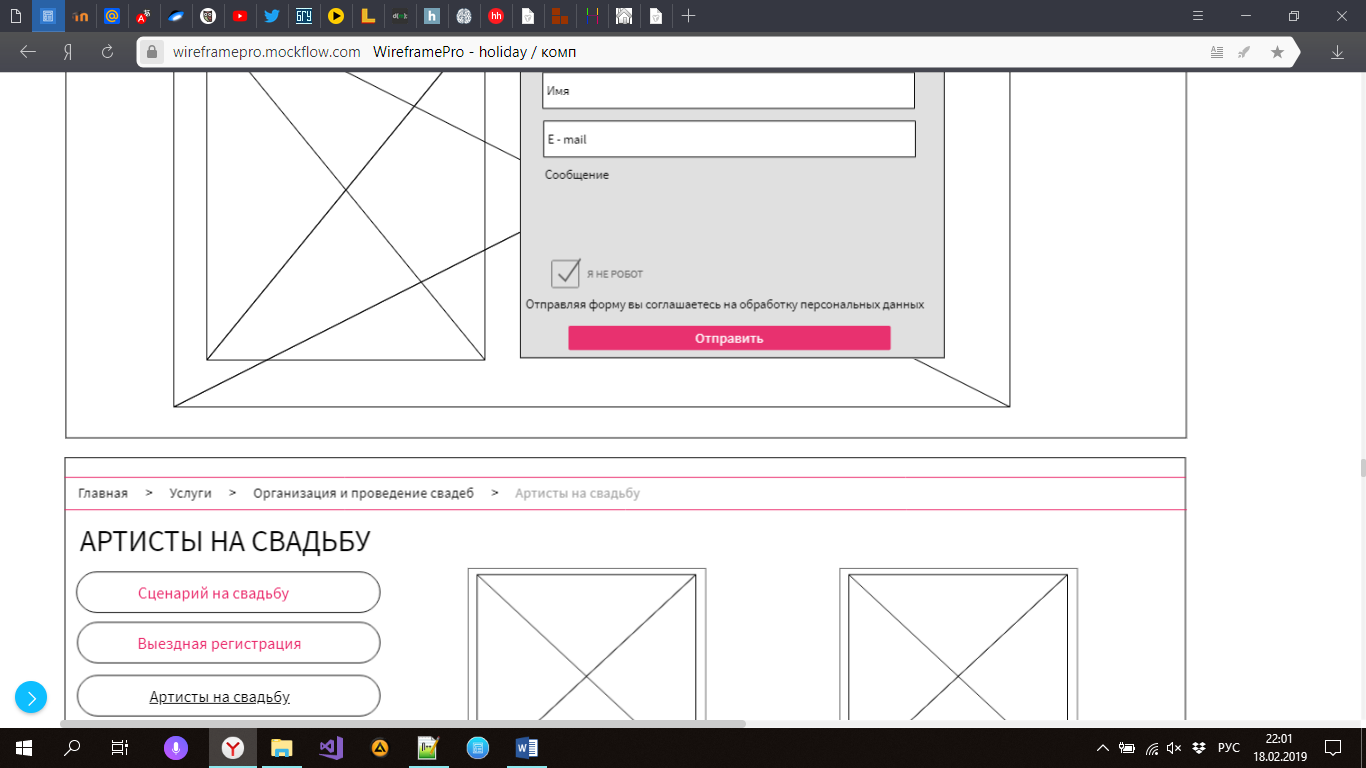 wireframepro.mockflow.com WireframePro - holiday / комп
Имя
E - mail
Сообщение
Я НЕ РОБОТ
Отправляя форму вы соглашаетесь на обработку персональных данных
Отправить
Главная > Услуги > Организация и проведение свадеб > Артисты на свадьбу
АРТИСТЫ НА СВАДЬБУ
Сценарий на свадьбу
Выездная регистрация
Артисты на свадьбу
РУС
22:01
18.02.2019